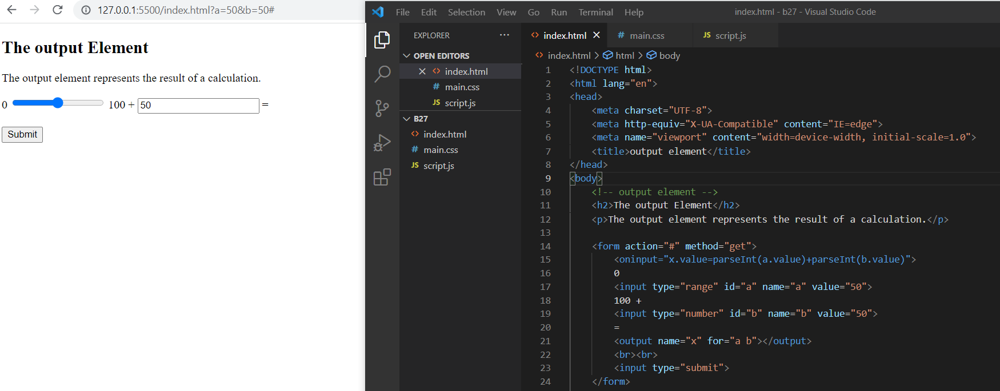 127.0.0.1:5500/index.html?a=50&b=50#
The output Element
The output element represents the result of a calculation.
0 100 + 50 =
Submit
File Edit Selection View Go Run Terminal Help
index.html - b27 - Visual Studio Code
EXPLORER ...
OPEN EDITORS
index.html
# main.css
JS script.js
B27
index.html
# main.css
JS script.js
index.html # main.css JS script.js
index.html > html > body
1 <!DOCTYPE html>
2 <html lang="en">
3 <head>
4 <meta charset="UTF-8">
5 <meta http-equiv="X-UA-Compatible" content="IE=edge">
6 <meta name="viewport" content="width=device-width, initial-scale=1.0">
7 <title>output element</title>
8 </head>
9 <body>
10 <!-- output element -->
11 <h2>The output Element</h2>
12 <p>The output element represents the result of a calculation.</p>
13
14 <form action="#" method="get">
15 <oninput="x.value=parseInt(a.value)+parseInt(b.value)">
16 0
17 <input type="range" id="a" name="a" value="50">
18 100 +
19 <input type="number" id="b" name="b" value="50">
20 =
21 <output name="x" for="a b"></output>
22 <br><br>
23 <input type="submit">
24 </form>